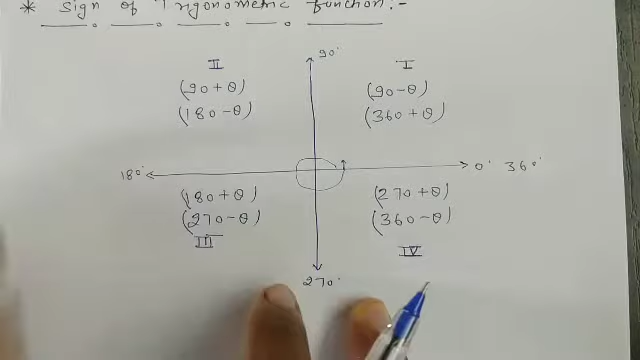 * Sign of Trigonometric function:-
90°
II
(90+θ)
(180-θ)
I
(90-θ)
(360+θ)
180°
0° 360°
(180+θ)
(270-θ)
III
(270+θ)
(360-θ)
IV
270°